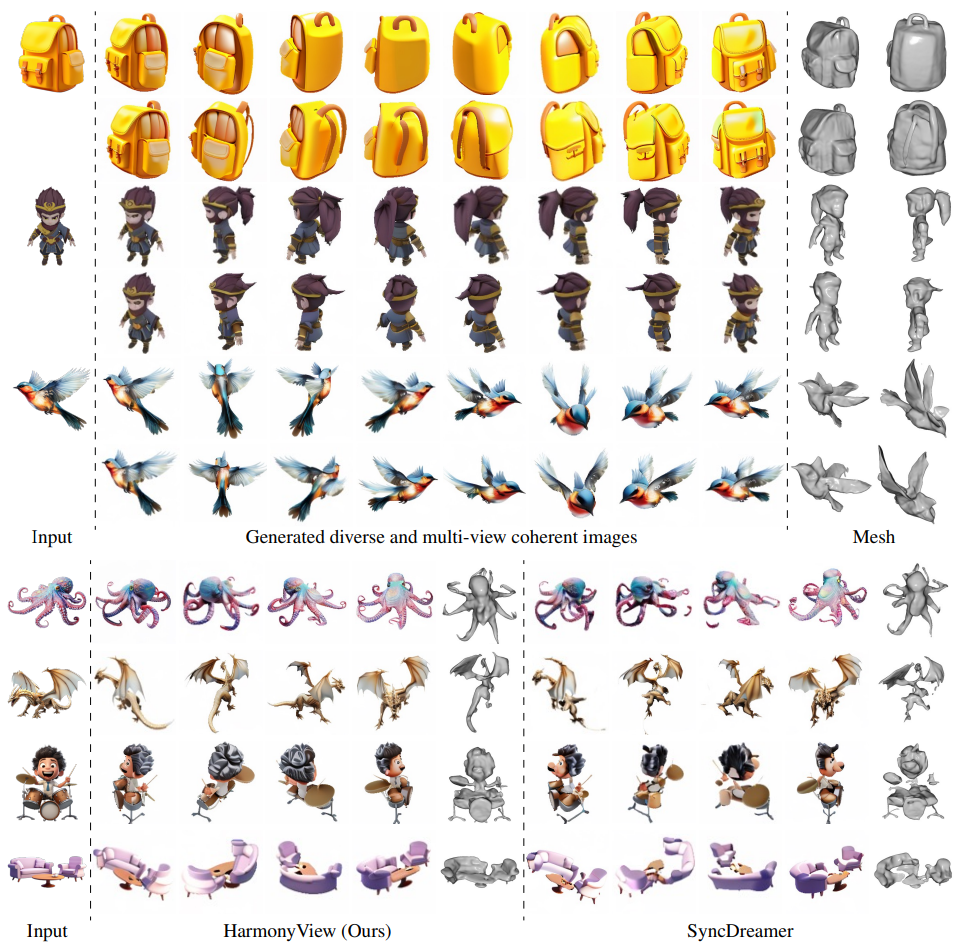 Input
Generated diverse and multi-view coherent images
Mesh
Input
HarmonyView (Ours)
SyncDreamer